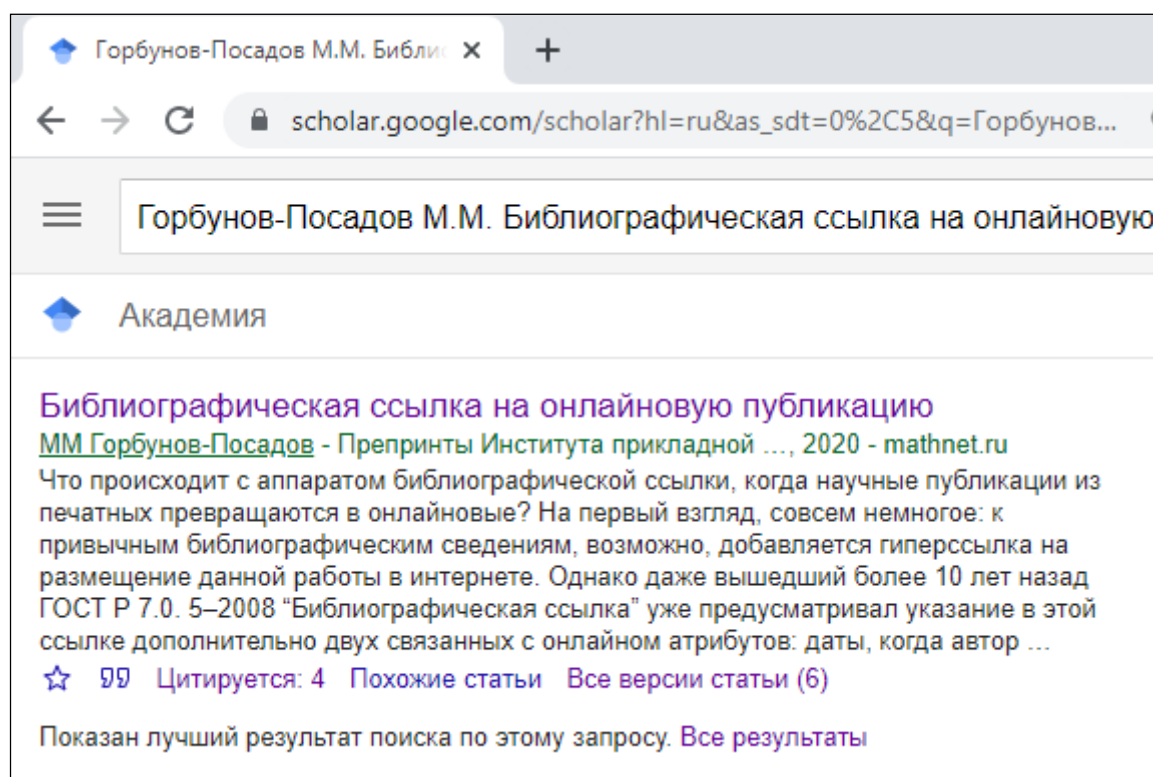 Горбунов-Посадов М.М. Библис
scholar.google.com/scholar?hl=ru&as_sdt=0%2C5&q=Горбунов...
Горбунов-Посадов М.М. Библиографическая ссылка на онлайновую
Академия
Библиографическая ссылка на онлайновую публикацию
ММ Горбунов-Посадов - Препринты Института прикладной …, 2020 - mathnet.ru
Что происходит с аппаратом библиографической ссылки, когда научные публикации из
печатных превращаются в онлайновые? На первый взгляд, совсем немногое: к
привычным библиографическим сведениям, возможно, добавляется гиперссылка на
размещение данной работы в интернете. Однако даже вышедший более 10 лет назад
ГОСТ Р 7.0. 5–2008 “Библиографическая ссылка” уже предусматривал указание в этой
ссылке дополнительно двух связанных с онлайном атрибутов: даты, когда автор …
Цитируется: 4 Похожие статьи Все версии статьи (6)
Показан лучший результат поиска по этому запросу. Все результаты